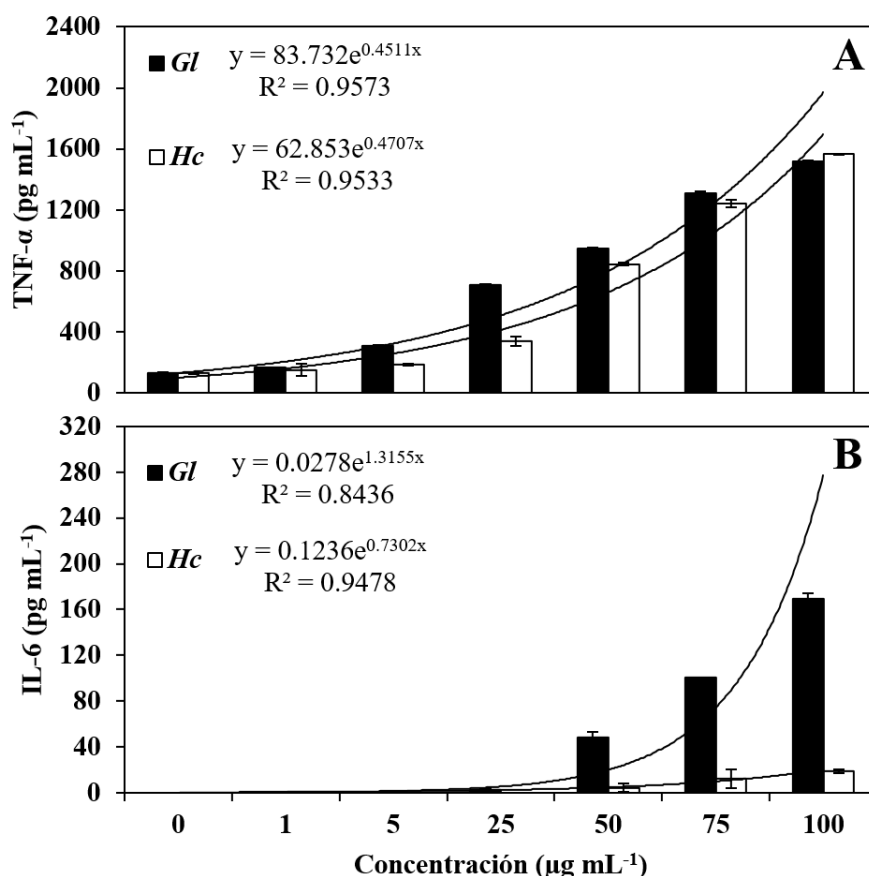 2400
2000
1600
1200
800
400
0
TNF-α (pg mL⁻¹)
A
Gl y = 83.732e^0.4511x
R² = 0.9573
Hc y = 62.853e^0.4707x
R² = 0.9533
320
280
240
200
160
120
80
40
0
IL-6 (pg mL⁻¹)
B
Gl y = 0.0278e^1.3155x
R² = 0.8436
Hc y = 0.1236e^0.7302x
R² = 0.9478
0 1 5 25 50 75 100
Concentración (µg mL⁻¹)